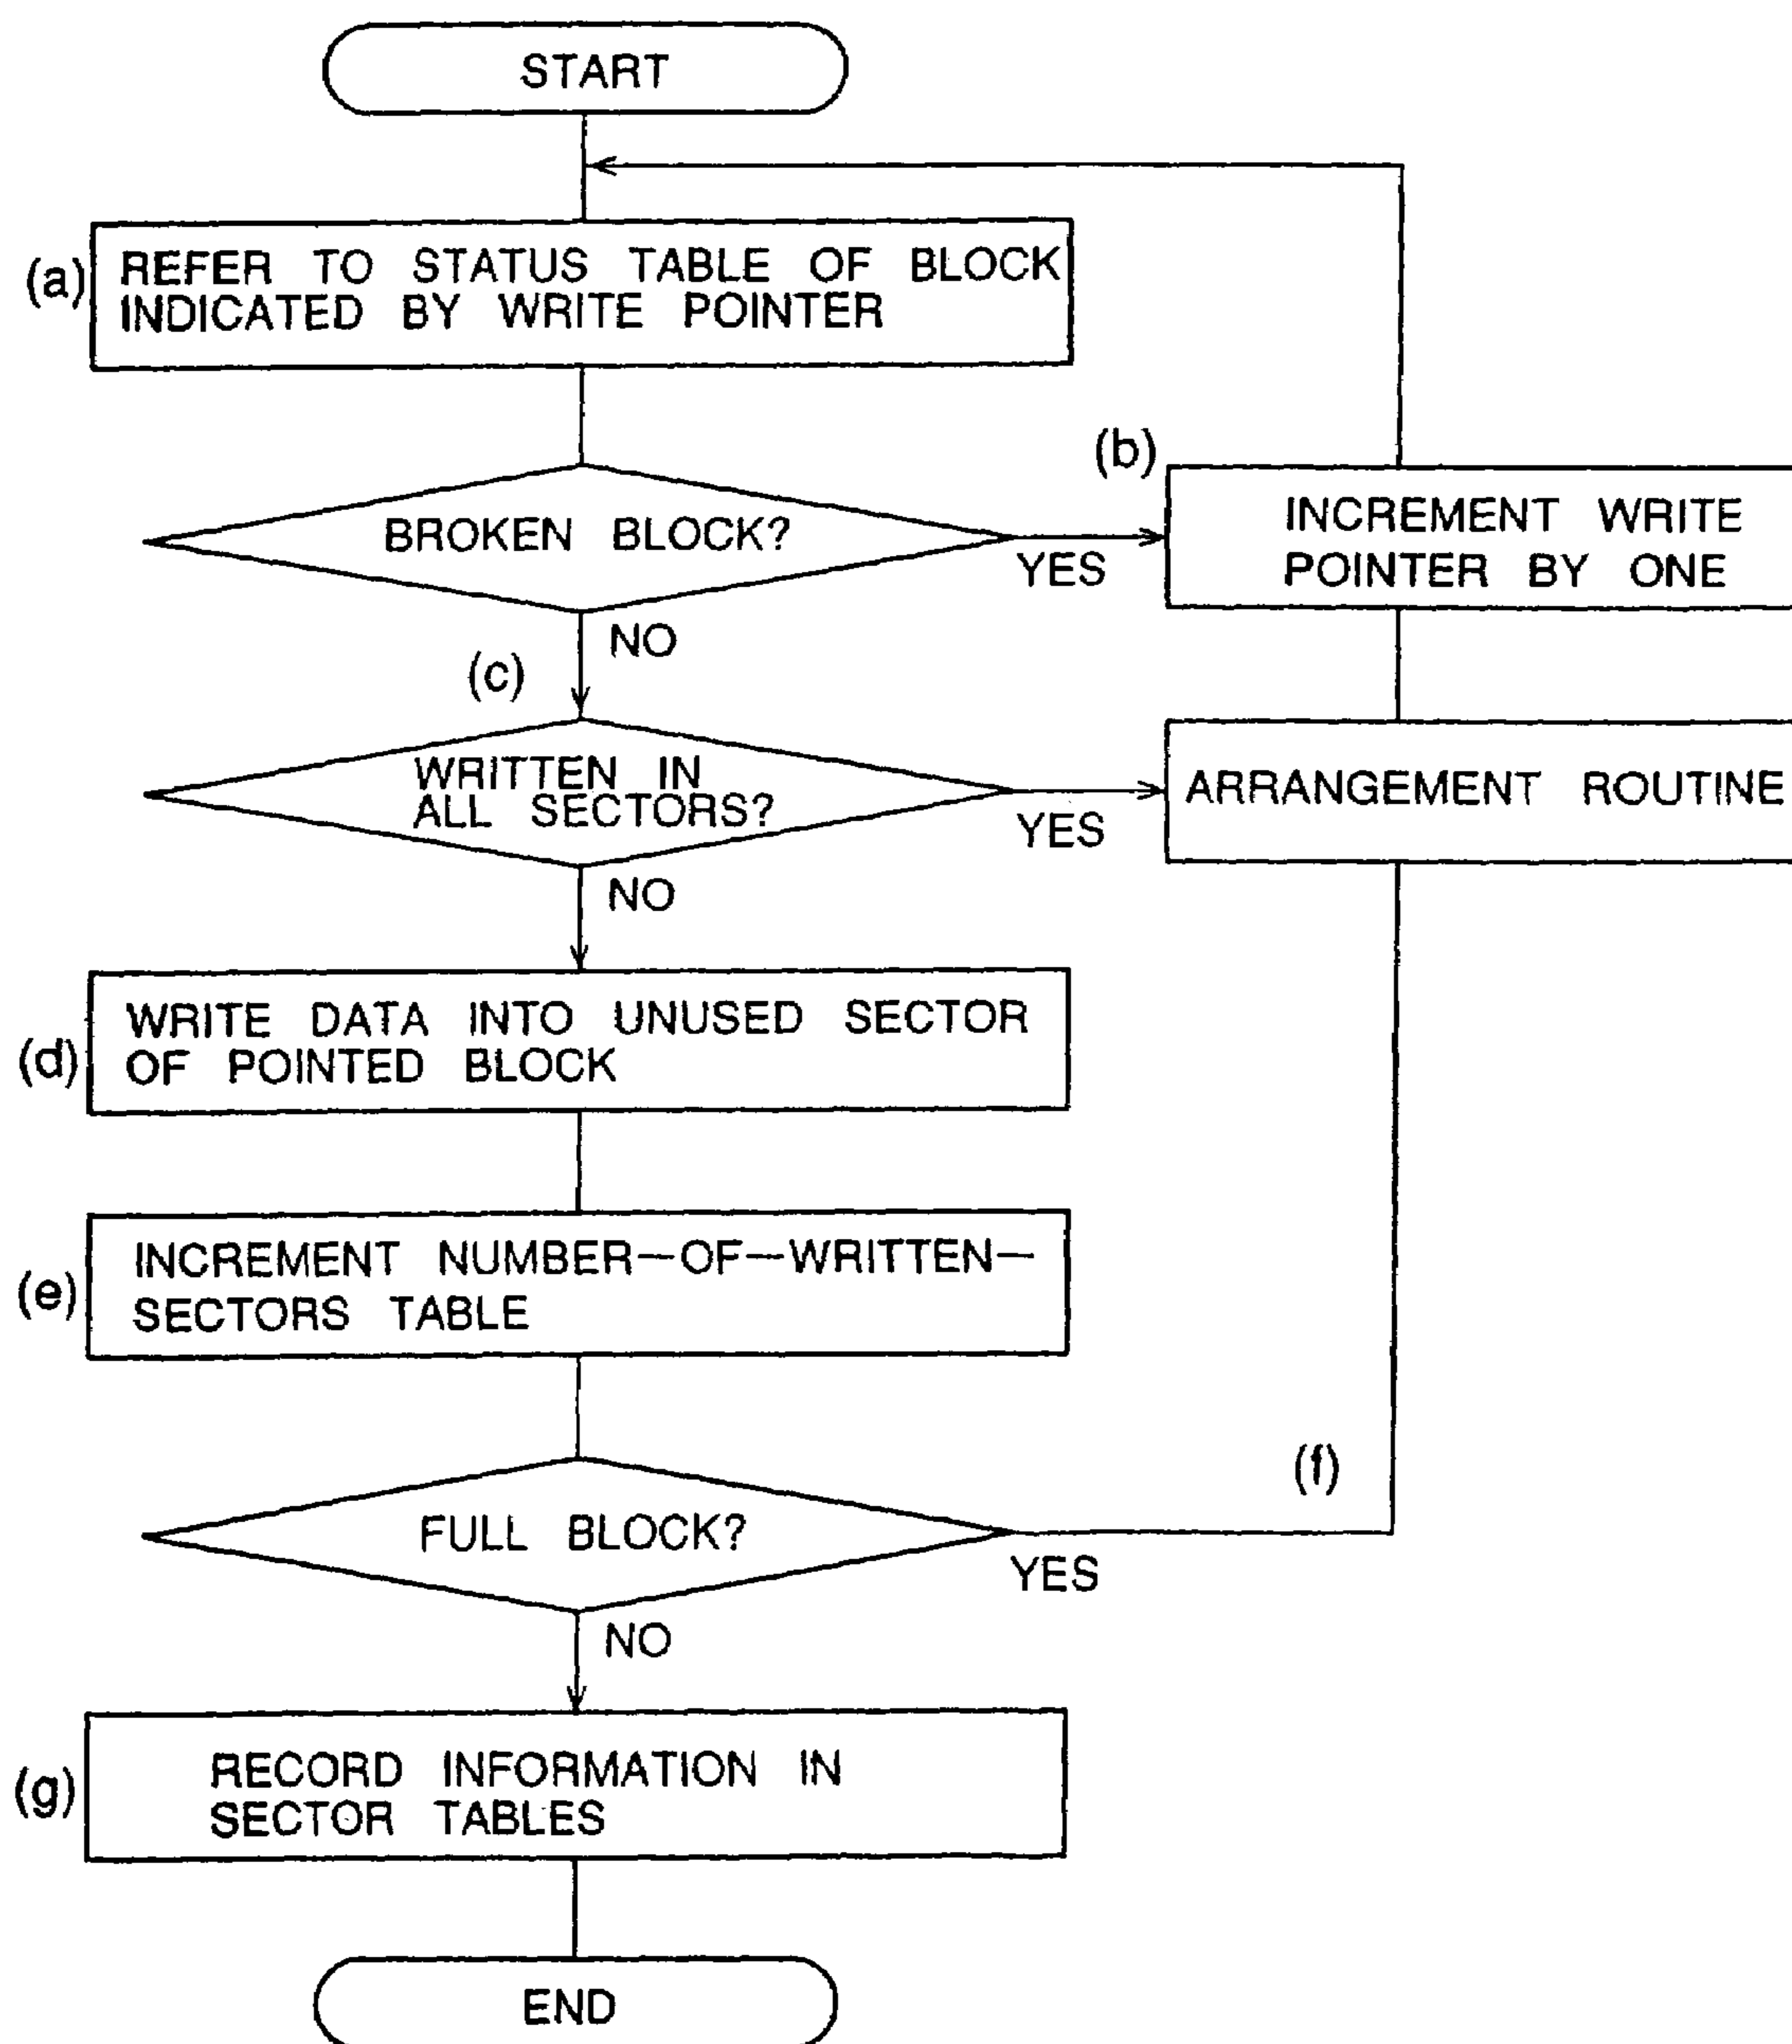 START
(a)
REFER TO STATUS TABLE OF BLOCK
INDICATED BY WRITE POINTER
BROKEN BLOCK?
YES
(b)
INCREMENT WRITE
POINTER BY ONE
NO
(c)
WRITTEN IN
ALL SECTORS?
YES
ARRANGEMENT ROUTINE
NO
(d)
WRITE DATA INTO UNUSED SECTOR
OF POINTED BLOCK
(e)
INCREMENT NUMBER—OF—WRITTEN—
SECTORS TABLE
(f)
FULL BLOCK?
YES
NO
(g)
RECORD INFORMATION IN
SECTOR TABLES
END